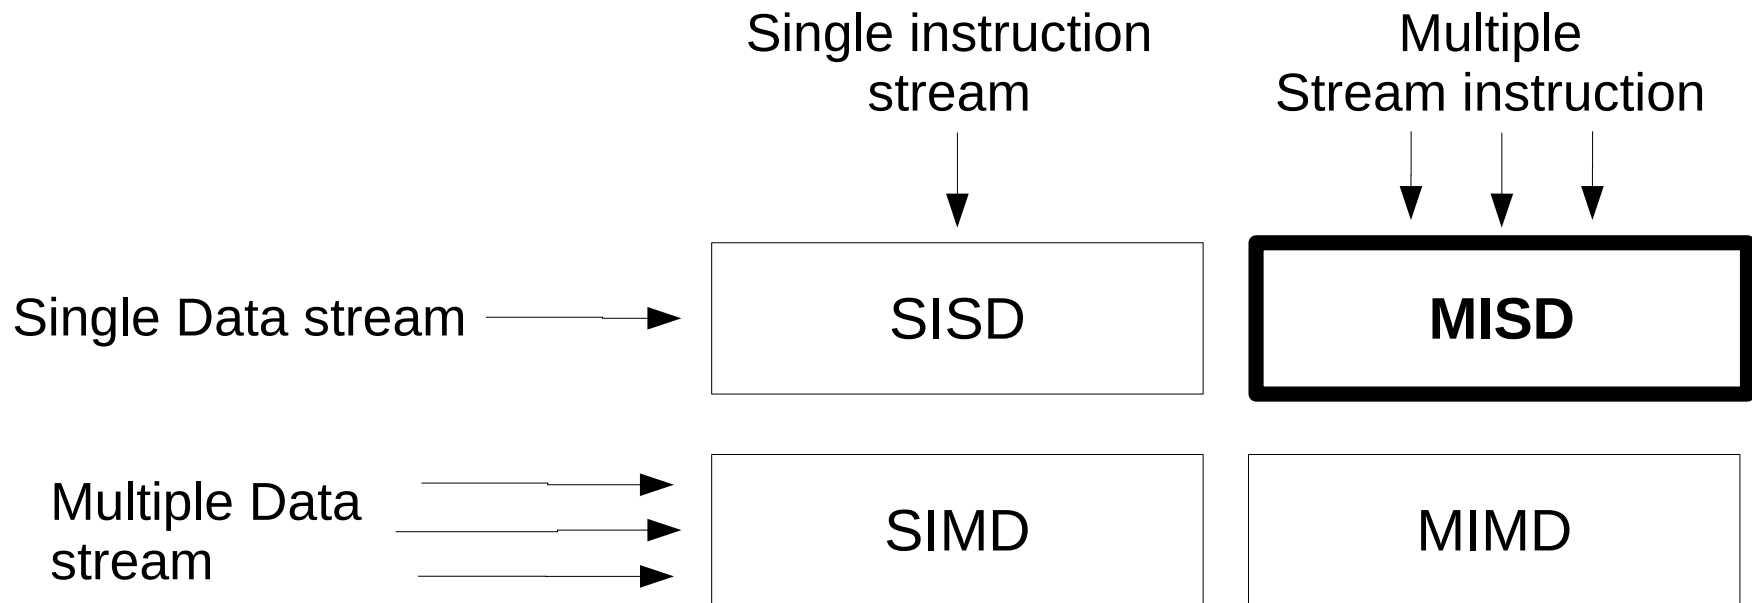 Single instruction
stream
Multiple
Stream instruction
Single Data stream
SISD
MISD
Multiple Data
stream
SIMD
MIMD